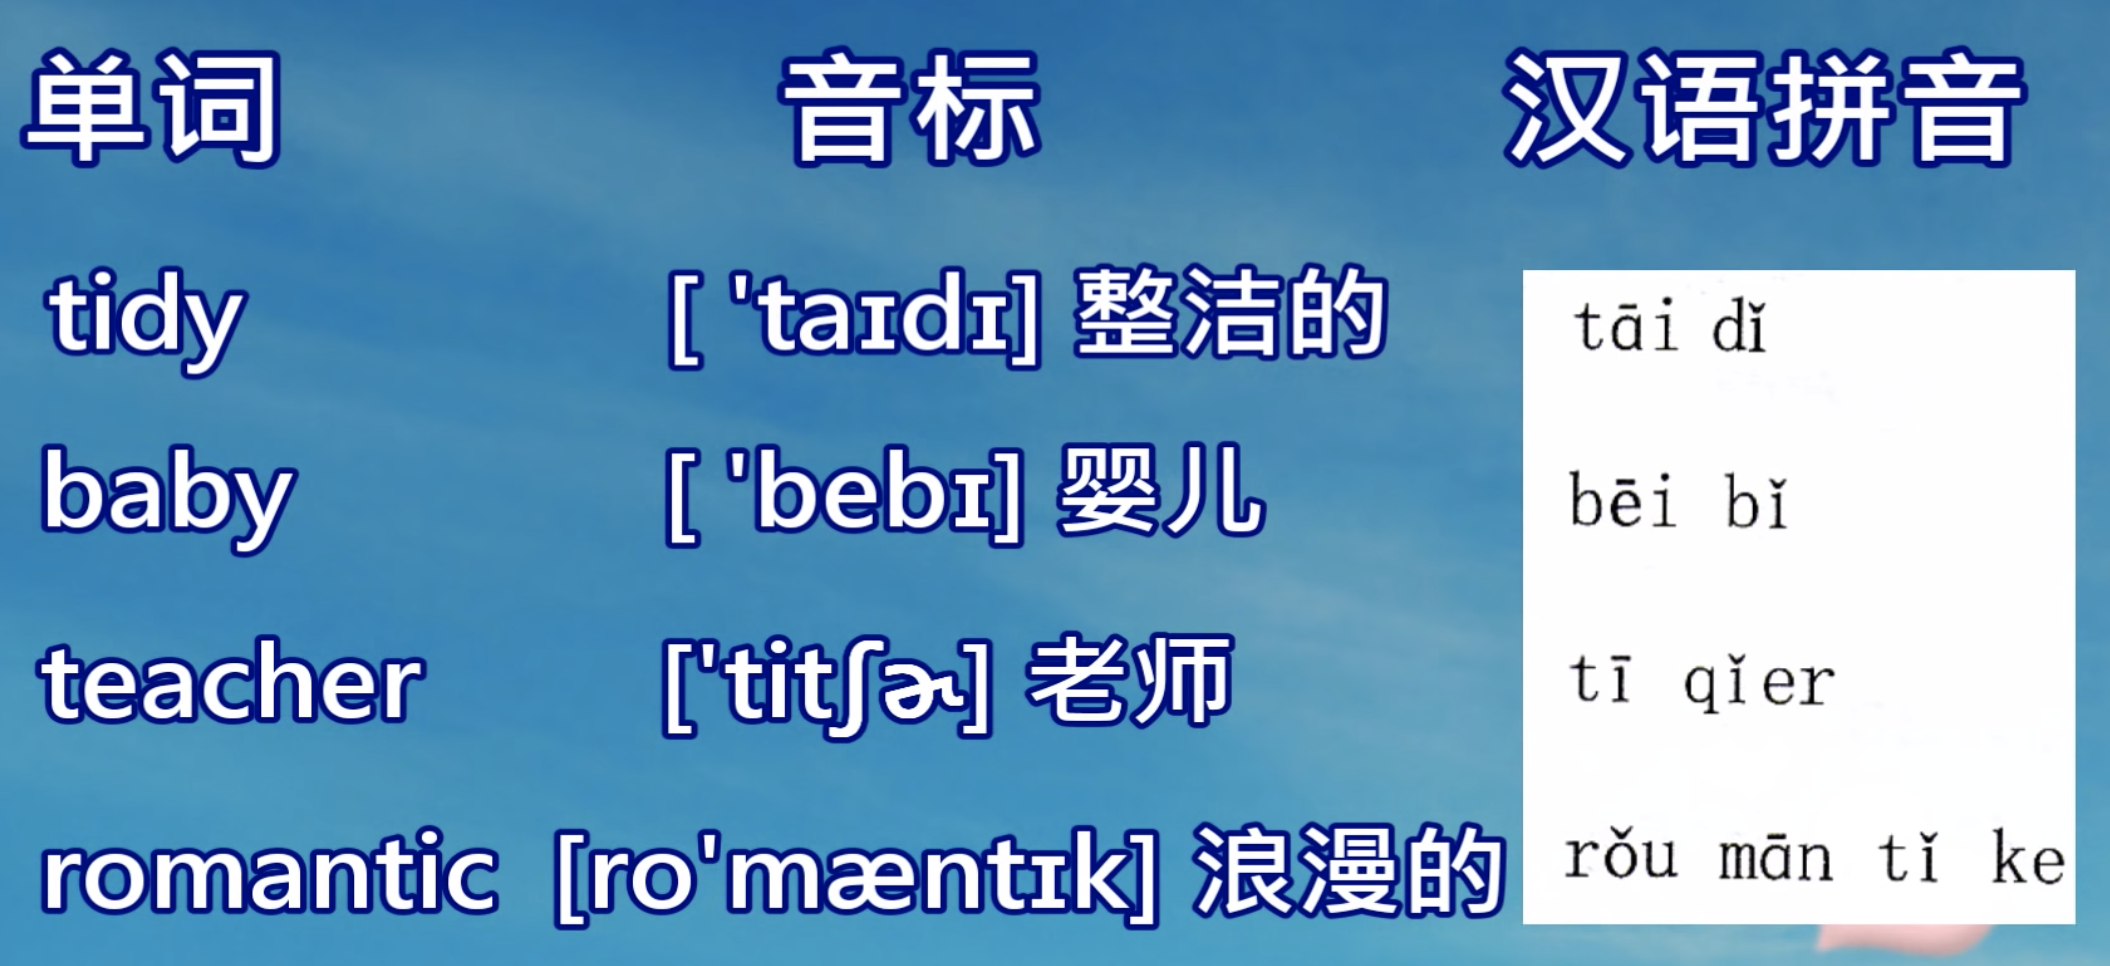 单词 音标 汉语拼音
tidy [ 'taɪdɪ] 整洁的 tāi dǐ
baby [ 'bebɪ] 婴儿 bēi bǐ
teacher ['titʃɚ] 老师 tī qǐer
romantic [ro'mæntɪk] 浪漫的 rǒu mān tǐ ke